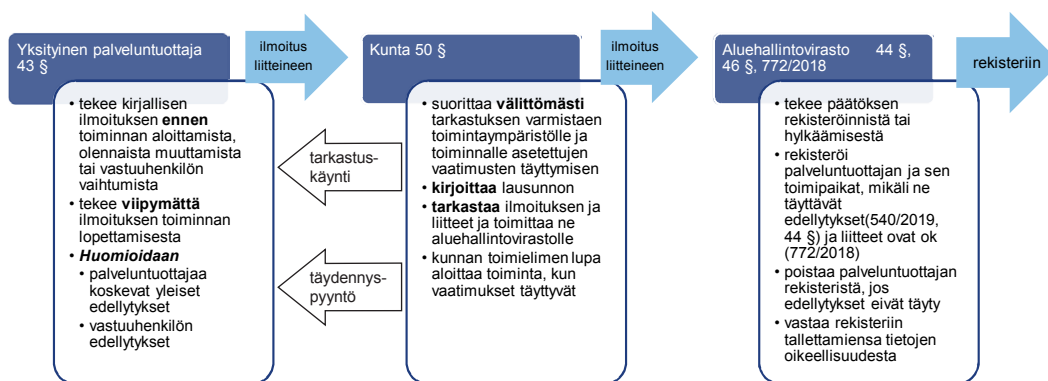 Yksityinen palveluntuottaja
43 §
• tekee kirjallisen
ilmoituksen ennen
toiminnan aloittamista,
olennaista muuttamista
tai vastuuhenkilön
vaihtumista
• tekee viipymättä
ilmoituksen toiminnan
lopettamisesta
• Huomioidaan
• palveluntuottajaa
koskevat yleiset
edellytykset
• vastuuhenkilön
edellytykset
ilmoitus
liitteineen
tarkastus-
käynti
täydennys-
pyyntö
Kunta 50 §
• suorittaa välittömästi
tarkastuksen varmistaen
toimintaympäristölle ja
toiminnalle asetettujen
vaatimusten täyttymisen
• kirjoittaa lausunnon
• tarkastaa ilmoituksen ja
liitteet ja toimittaa ne
aluehallintovirastolle
• kunnan toimielimen lupa
aloittaa toiminta, kun
vaatimukset täyttyvät
ilmoitus
liitteineen
Aluehallintovirasto 44 §,
46 §, 772/2018
• tekee päätöksen
rekisteröinnistä tai
hylkäämisestä
• rekisteröi
palveluntuottajan ja sen
toimipaikat, mikäli ne
täyttävät
edellytykset(540/2019,
44 §) ja liitteet ovat ok
(772/2018)
• poistaa palveluntuottajan
rekisteristä, jos
edellytykset eivät täyty
• vastaa rekisteriin
tallettamiensa tietojen
oikeellisuudesta
rekisteriin